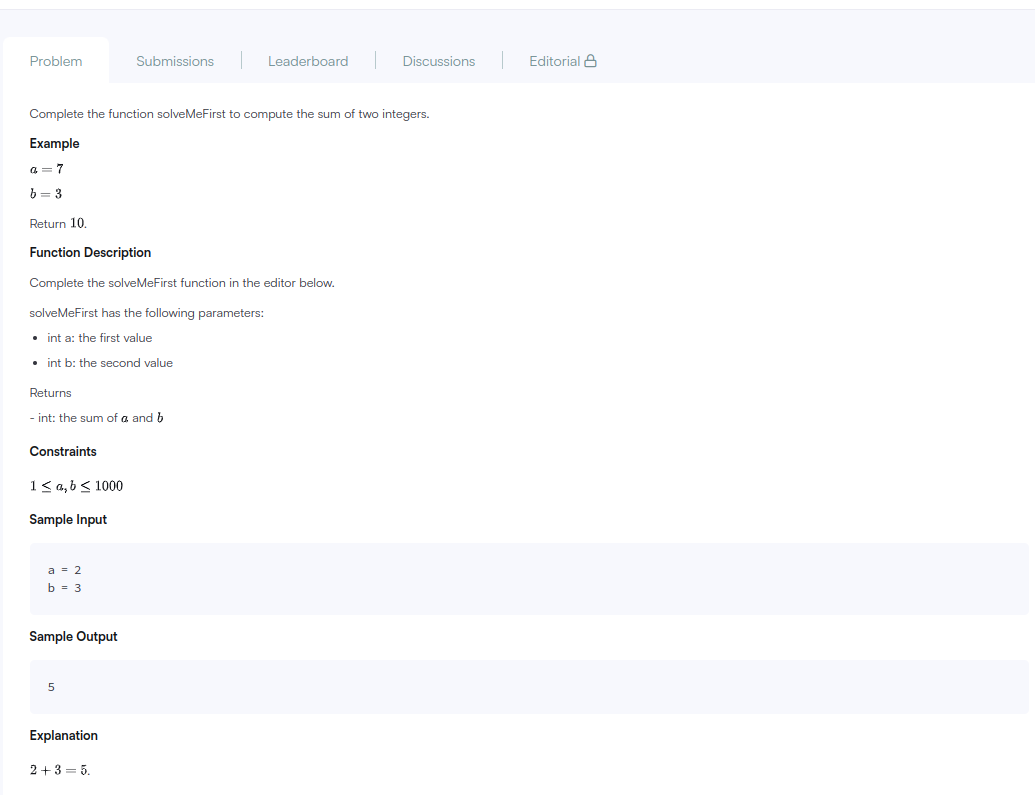 Problem Submissions Leaderboard Discussions Editorial
Complete the function solveMeFirst to compute the sum of two integers.
Example
a = 7
b = 3
Return 10.
Function Description
Complete the solveMeFirst function in the editor below.
solveMeFirst has the following parameters:
• int a: the first value
• int b: the second value
Returns
- int: the sum of a and b
Constraints
1 ≤ a, b ≤ 1000
Sample Input
a = 2
b = 3
Sample Output
5
Explanation
2 + 3 = 5.